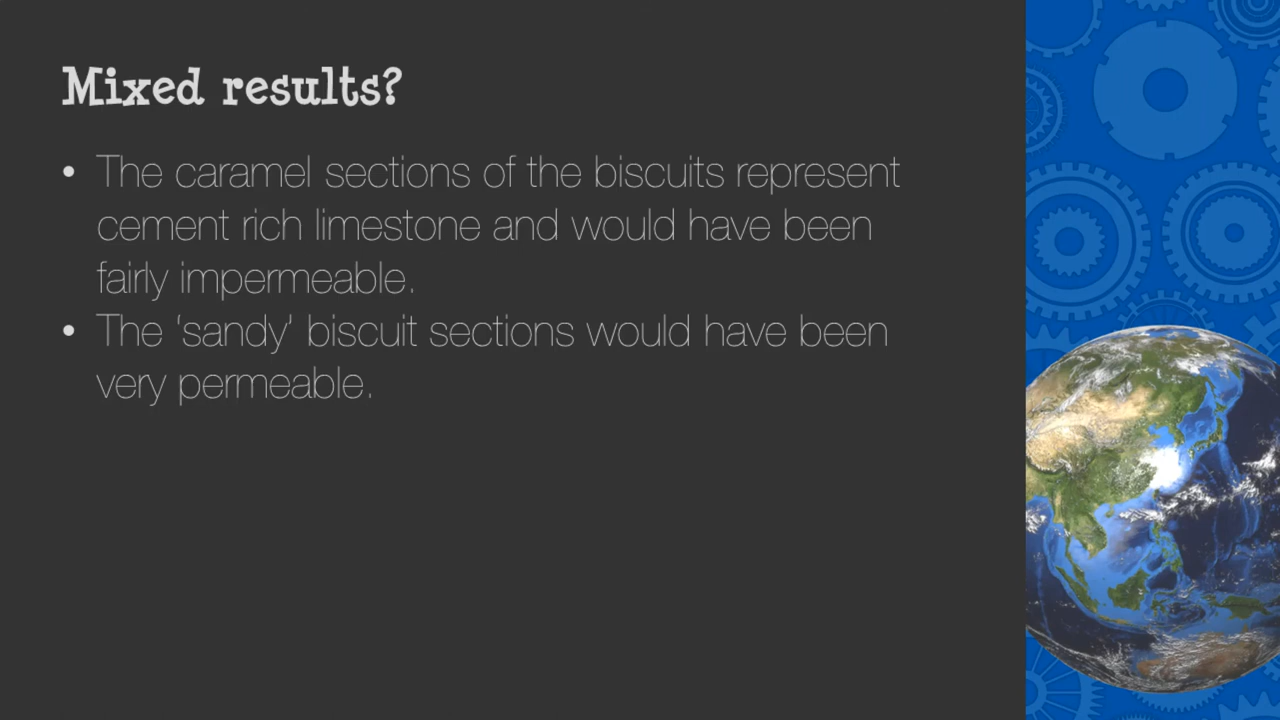 Mixed results?
• The caramel sections of the biscuits represent
cement rich limestone and would have been
fairly impermeable.
• The ‘sandy’ biscuit sections would have been
very permeable.